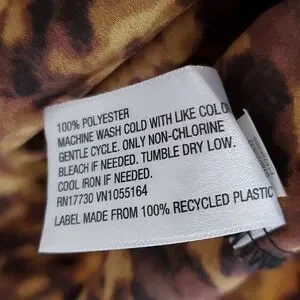 100% POLYESTER
MACHINE WASH COLD WITH LIKE COLO
GENTLE CYCLE. ONLY NON-CHLORINE
BLEACH IF NEEDED. TUMBLE DRY LOW.
COOL IRON IF NEEDED.
RN17730 VN1055164
LABEL MADE FROM 100% RECYCLED PLASTIC